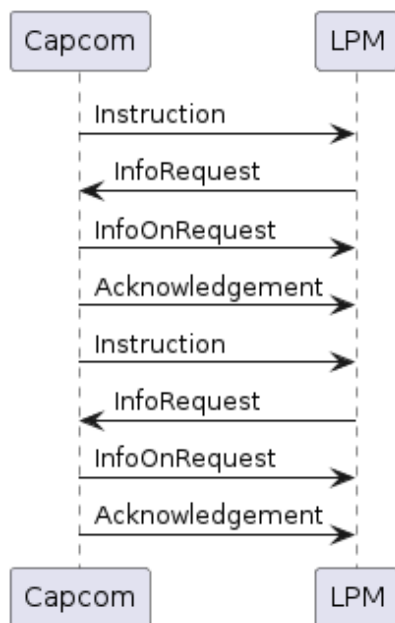 Capcom LPM
Instruction
InfoRequest
InfoOnRequest
Acknowledgement
Instruction
InfoRequest
InfoOnRequest
Acknowledgement
Capcom LPM